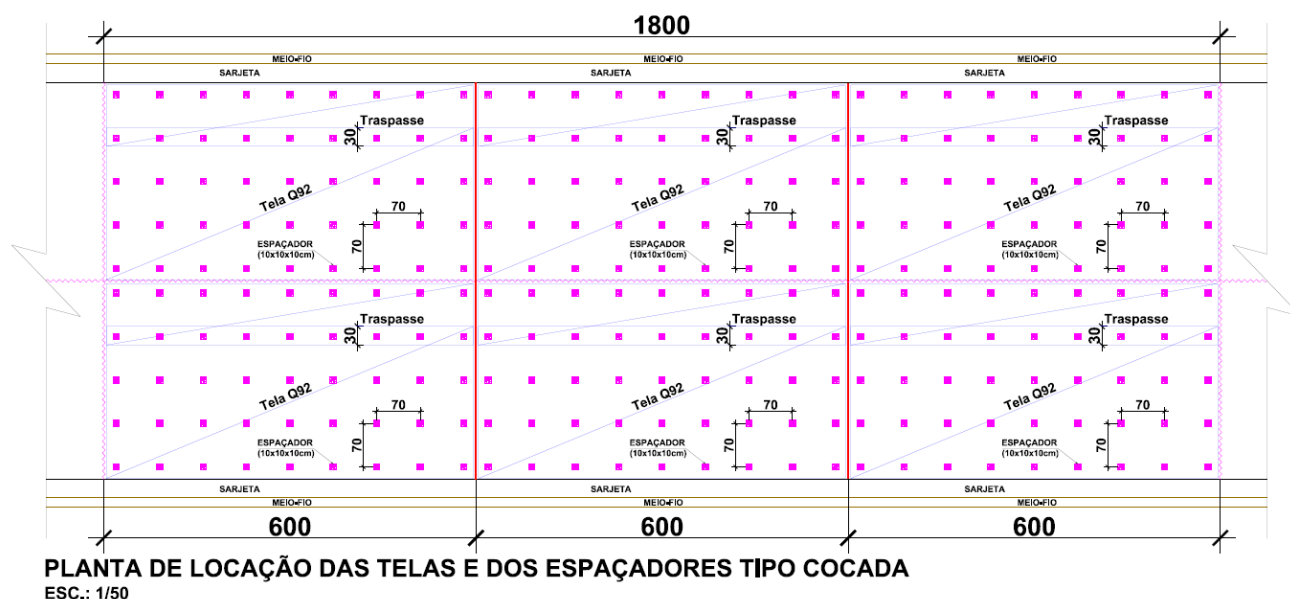 1800
MEIO-FIO MEIO-FIO MEIO-FIO
SARJETA SARJETA SARJETA
Traspasse Traspasse Traspasse
30 30 30
Tela Q92 Tela Q92 Tela Q92
70 70 70
70 70 70
ESPAÇADOR ESPAÇADOR ESPAÇADOR
(10x10x10cm) (10x10x10cm) (10x10x10cm)
Traspasse Traspasse Traspasse
30 30 30
Tela Q92 Tela Q92 Tela Q92
70 70 70
70 70 70
ESPAÇADOR ESPAÇADOR ESPAÇADOR
(10x10x10cm) (10x10x10cm) (10x10x10cm)
SARJETA SARJETA SARJETA
MEIO-FIO MEIO-FIO MEIO-FIO
600 600 600
PLANTA DE LOCAÇÃO DAS TELAS E DOS ESPAÇADORES TIPO COCADA
ESC.: 1/50